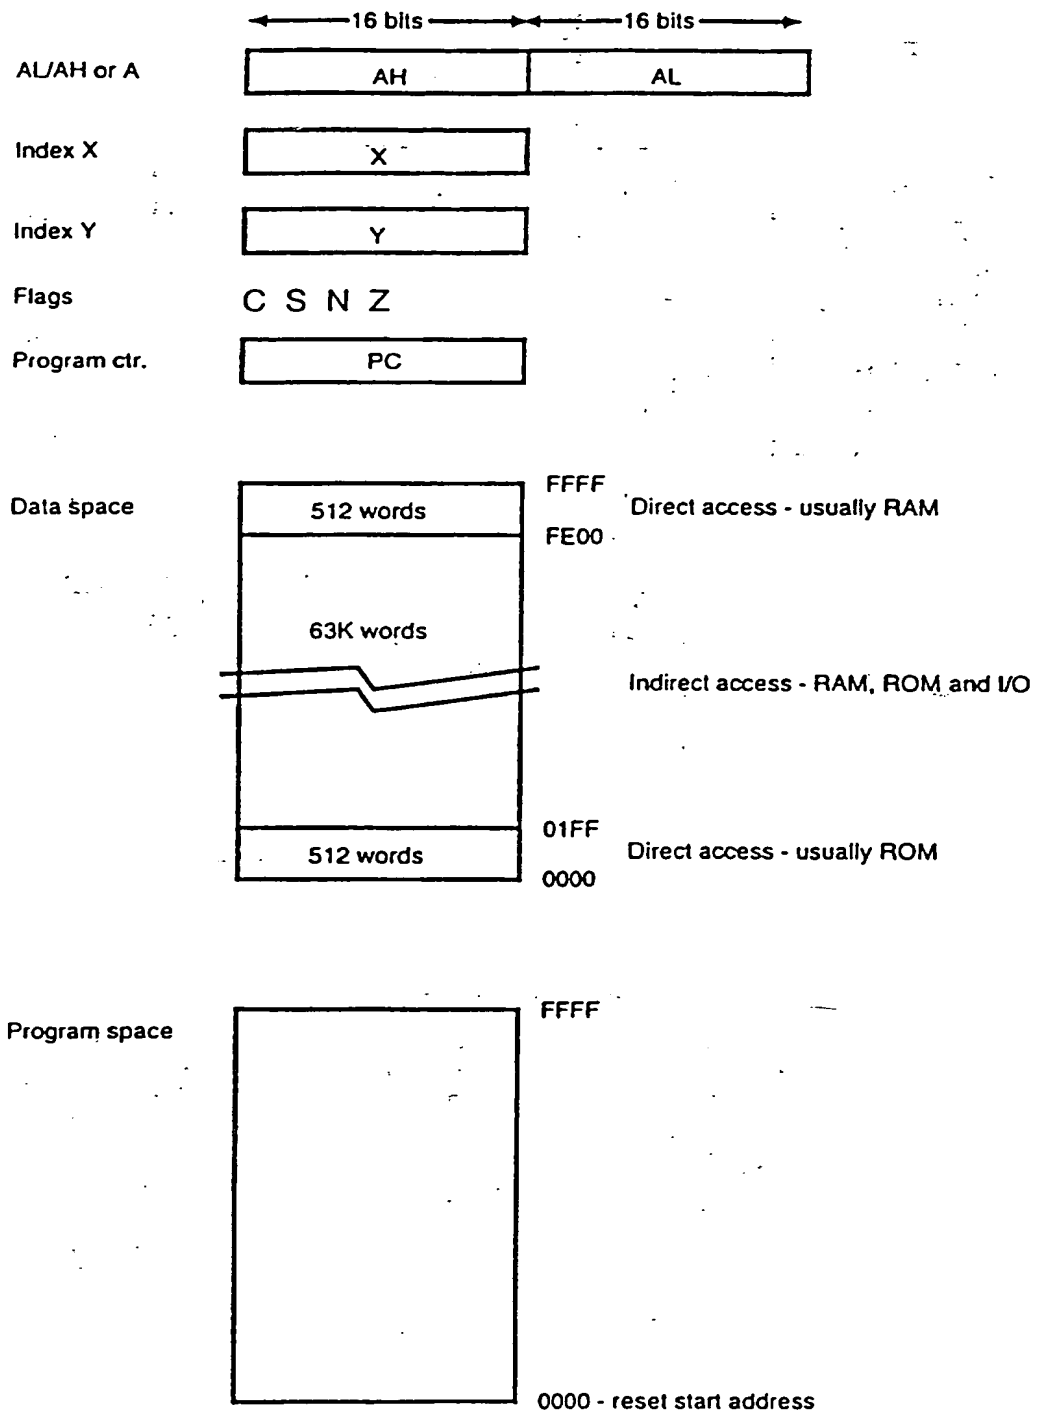 16 bits 16 bits
AL/AH or A AH AL
Index X X
Index Y Y
Flags C S N Z
Program ctr. PC
FFFF
Data space 512 words Direct access - usually RAM
FE00
63K words
Indirect access - RAM, ROM and I/O
01FF
512 words Direct access - usually ROM
0000
FFFF
Program space
0000 - reset start address